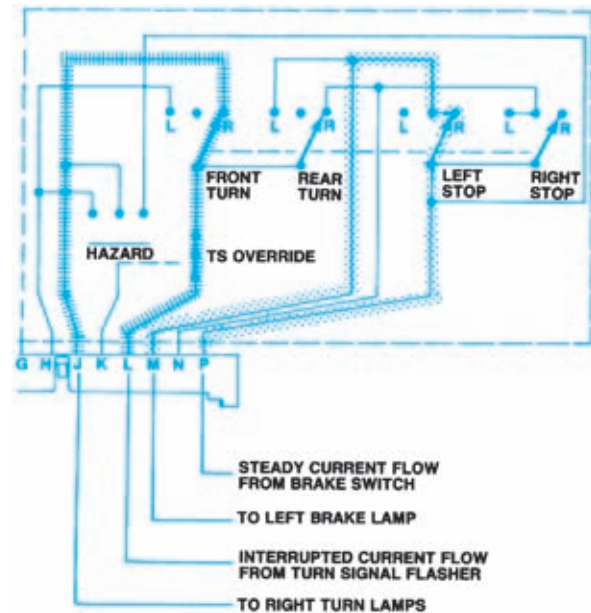 L R L R L R L R
FRONT TURN
REAR TURN
LEFT STOP
RIGHT STOP
HAZARD
TS OVERRIDE
G H J K L M N P
STEADY CURRENT FLOW
FROM BRAKE SWITCH
TO LEFT BRAKE LAMP
INTERRUPTED CURRENT FLOW
FROM TURN SIGNAL FLASHER
TO RIGHT TURN LAMPS